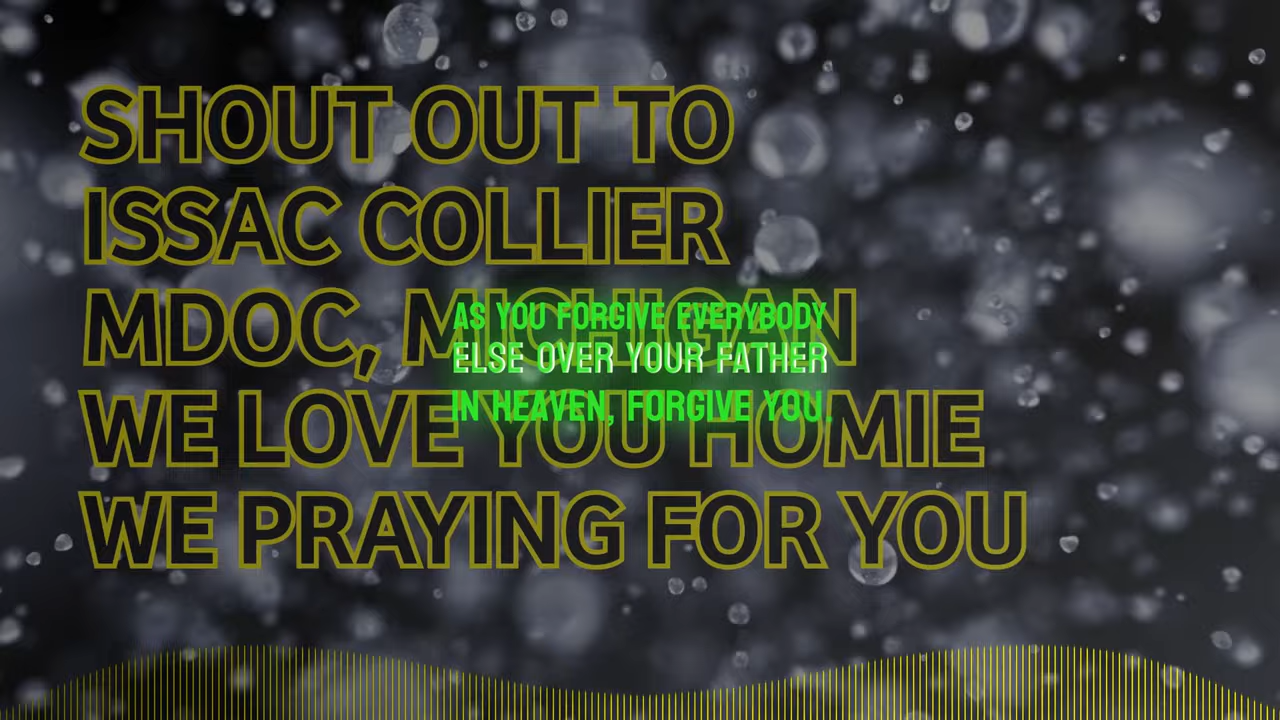 SHOUT OUT TO
ISSAC COLLIER
MDOC, MICHIGAN
WE LOVE YOU HOMIE
WE PRAYING FOR YOU
AS YOU FORGIVE EVERYBODY
ELSE OVER YOUR FATHER
IN HEAVEN, FORGIVE YOU.